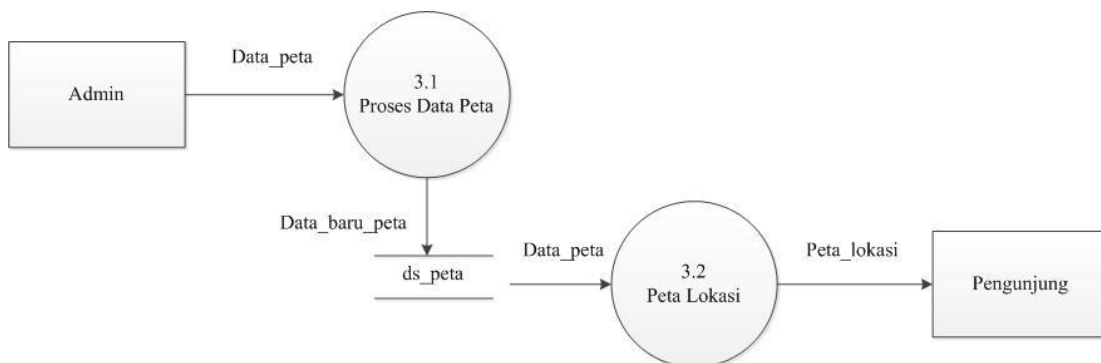 Data_peta
Admin
3.1
Proses Data Peta
Data_baru_peta
ds_peta
Data_peta
3.2
Peta Lokasi
Peta_lokasi
Pengunjung